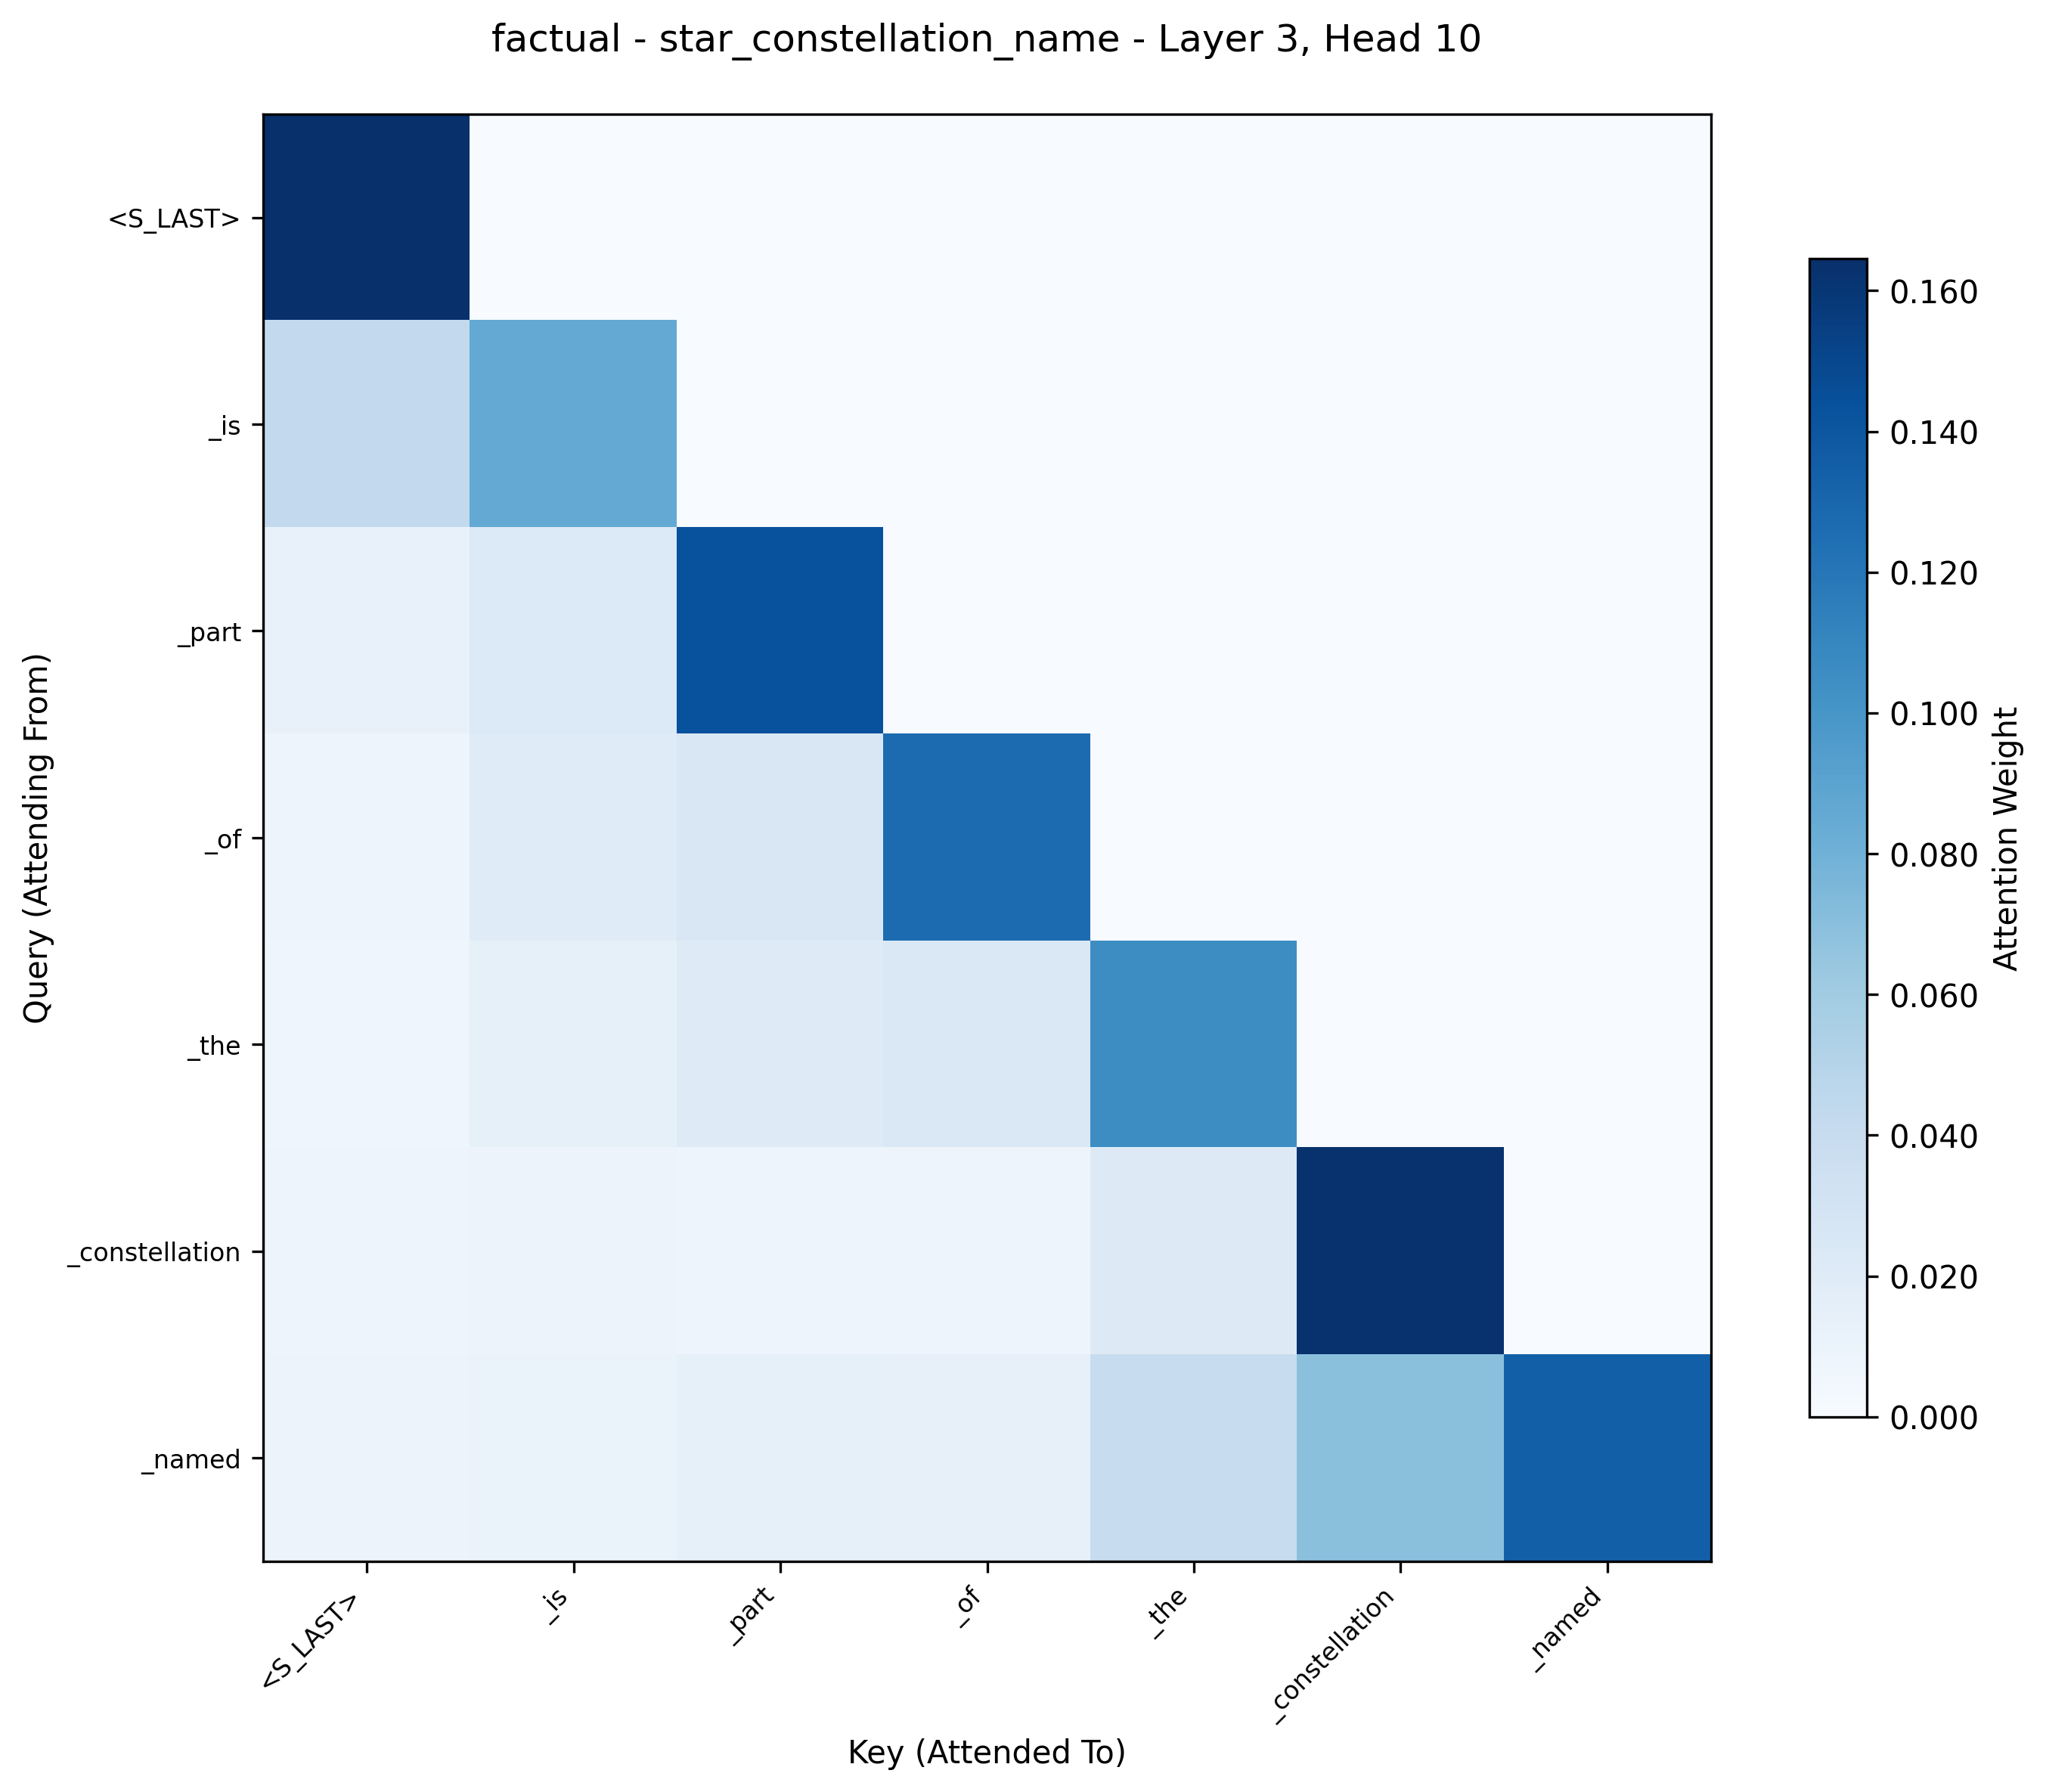 factual - star_constellation_name - Layer 3, Head 10
Query (Attending From)
<S_LAST>
_is
_part
_of
_the
_constellation
_named
<S_LAST>
_is
_part
_of
_the
_constellation
_named
Key (Attended To)
0.160
0.140
0.120
0.100
0.080
0.060
0.040
0.020
0.000
Attention Weight